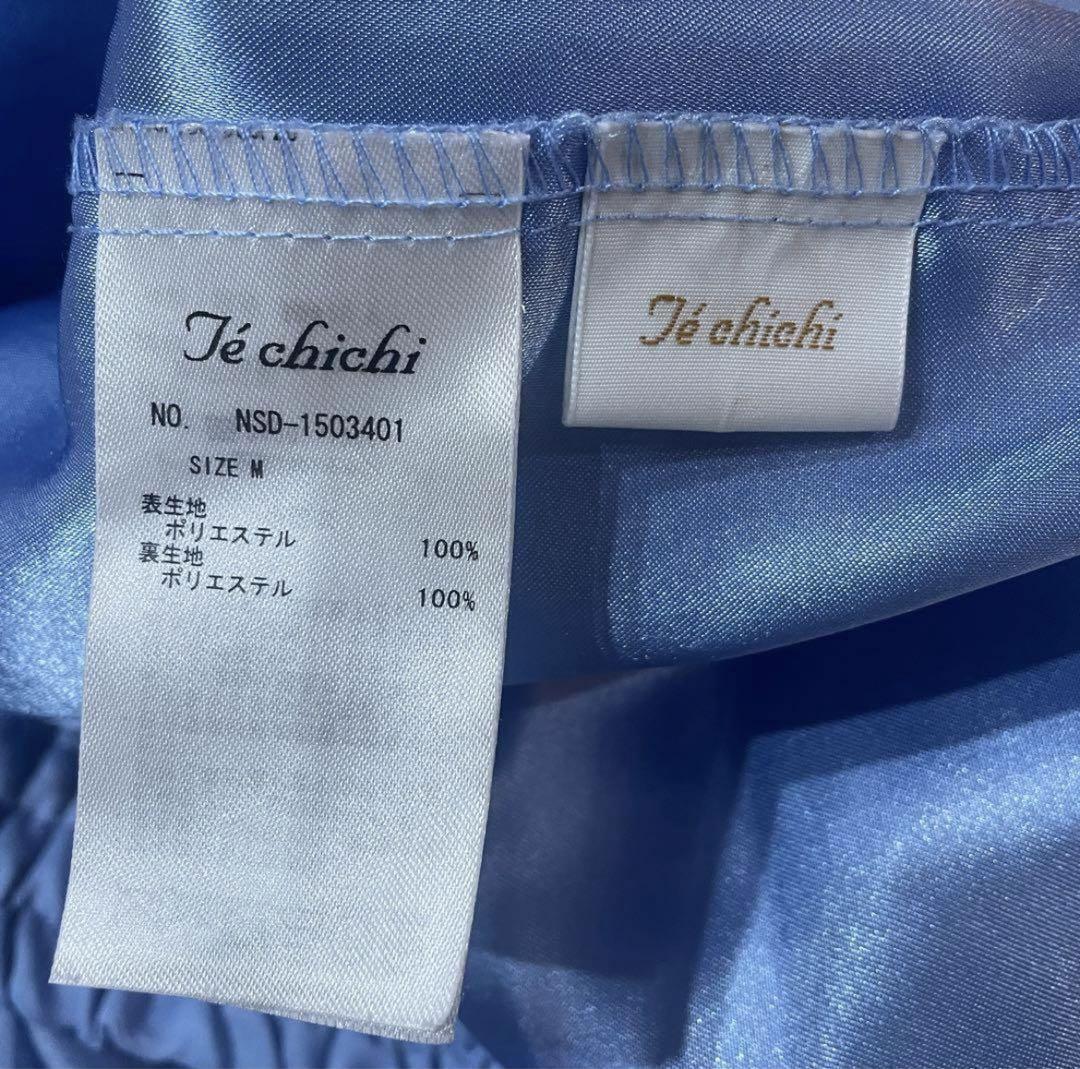 Té chichi
NO. NSD-1503401
SIZE M
表生地
ポリエステル 100%
裏生地
ポリエステル 100%
Té chichi